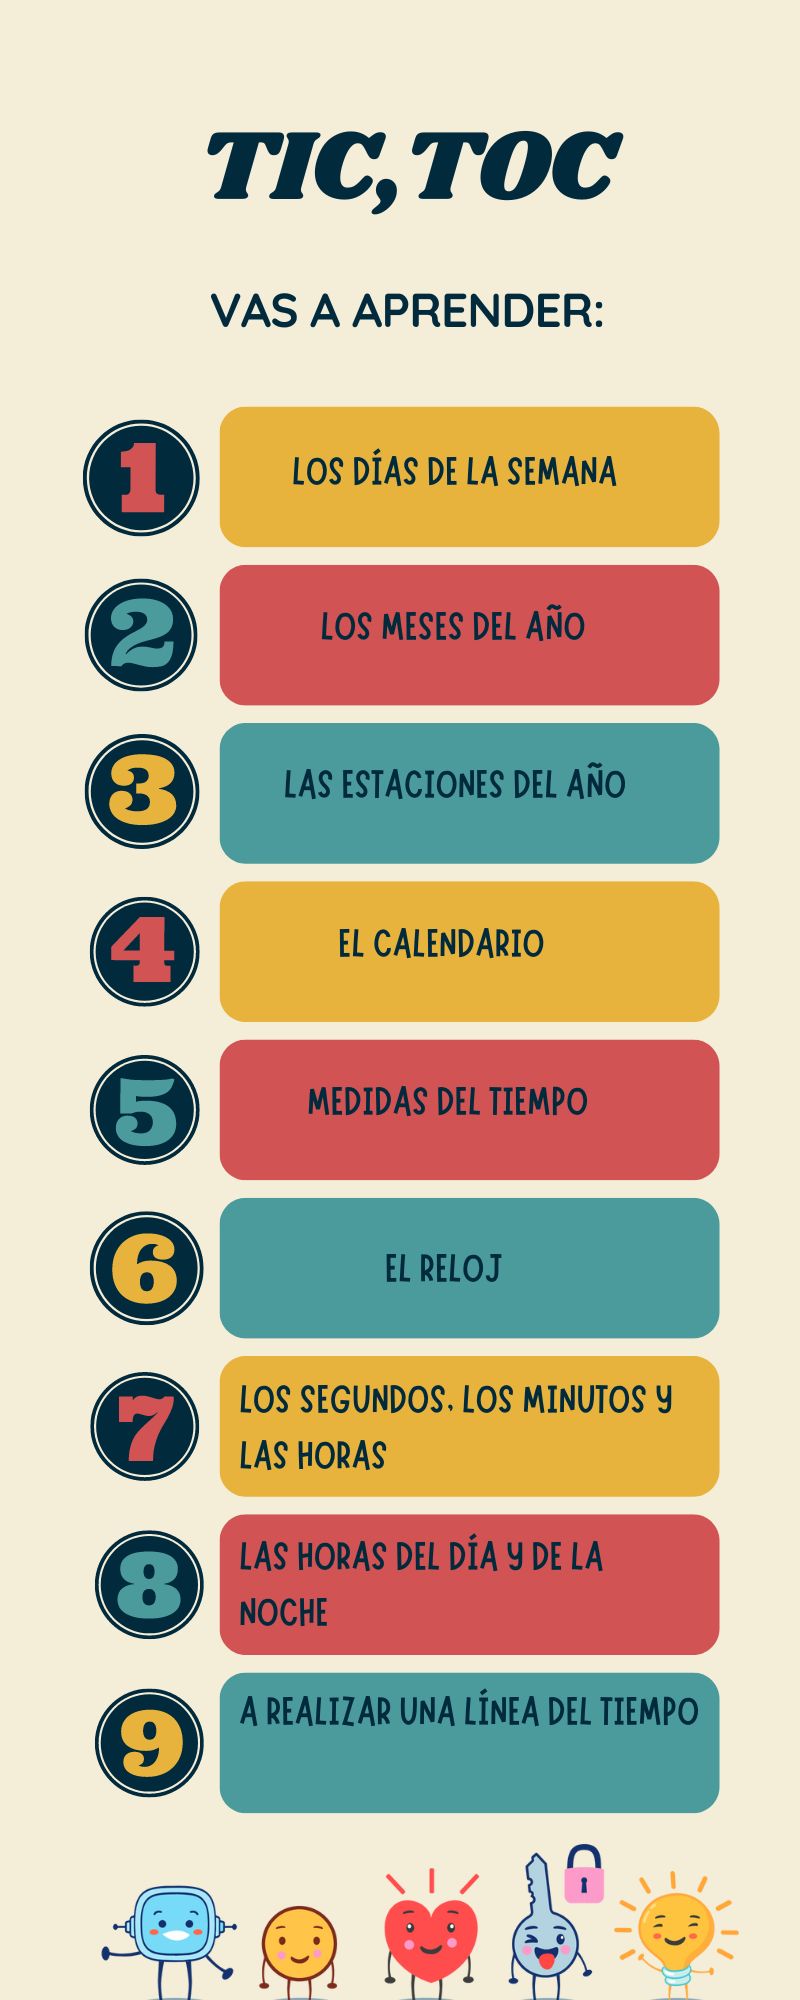 TIC, TOC
VAS A APRENDER:
1
LOS DÍAS DE LA SEMANA
2
LOS MESES DEL AÑO
3
LAS ESTACIONES DEL AÑO
4
EL CALENDARIO
5
MEDIDAS DEL TIEMPO
6
EL RELOJ
7
LOS SEGUNDOS, LOS MINUTOS Y
LAS HORAS
8
LAS HORAS DEL DÍA Y DE LA
NOCHE
9
A REALIZAR UNA LÍNEA DEL TIEMPO